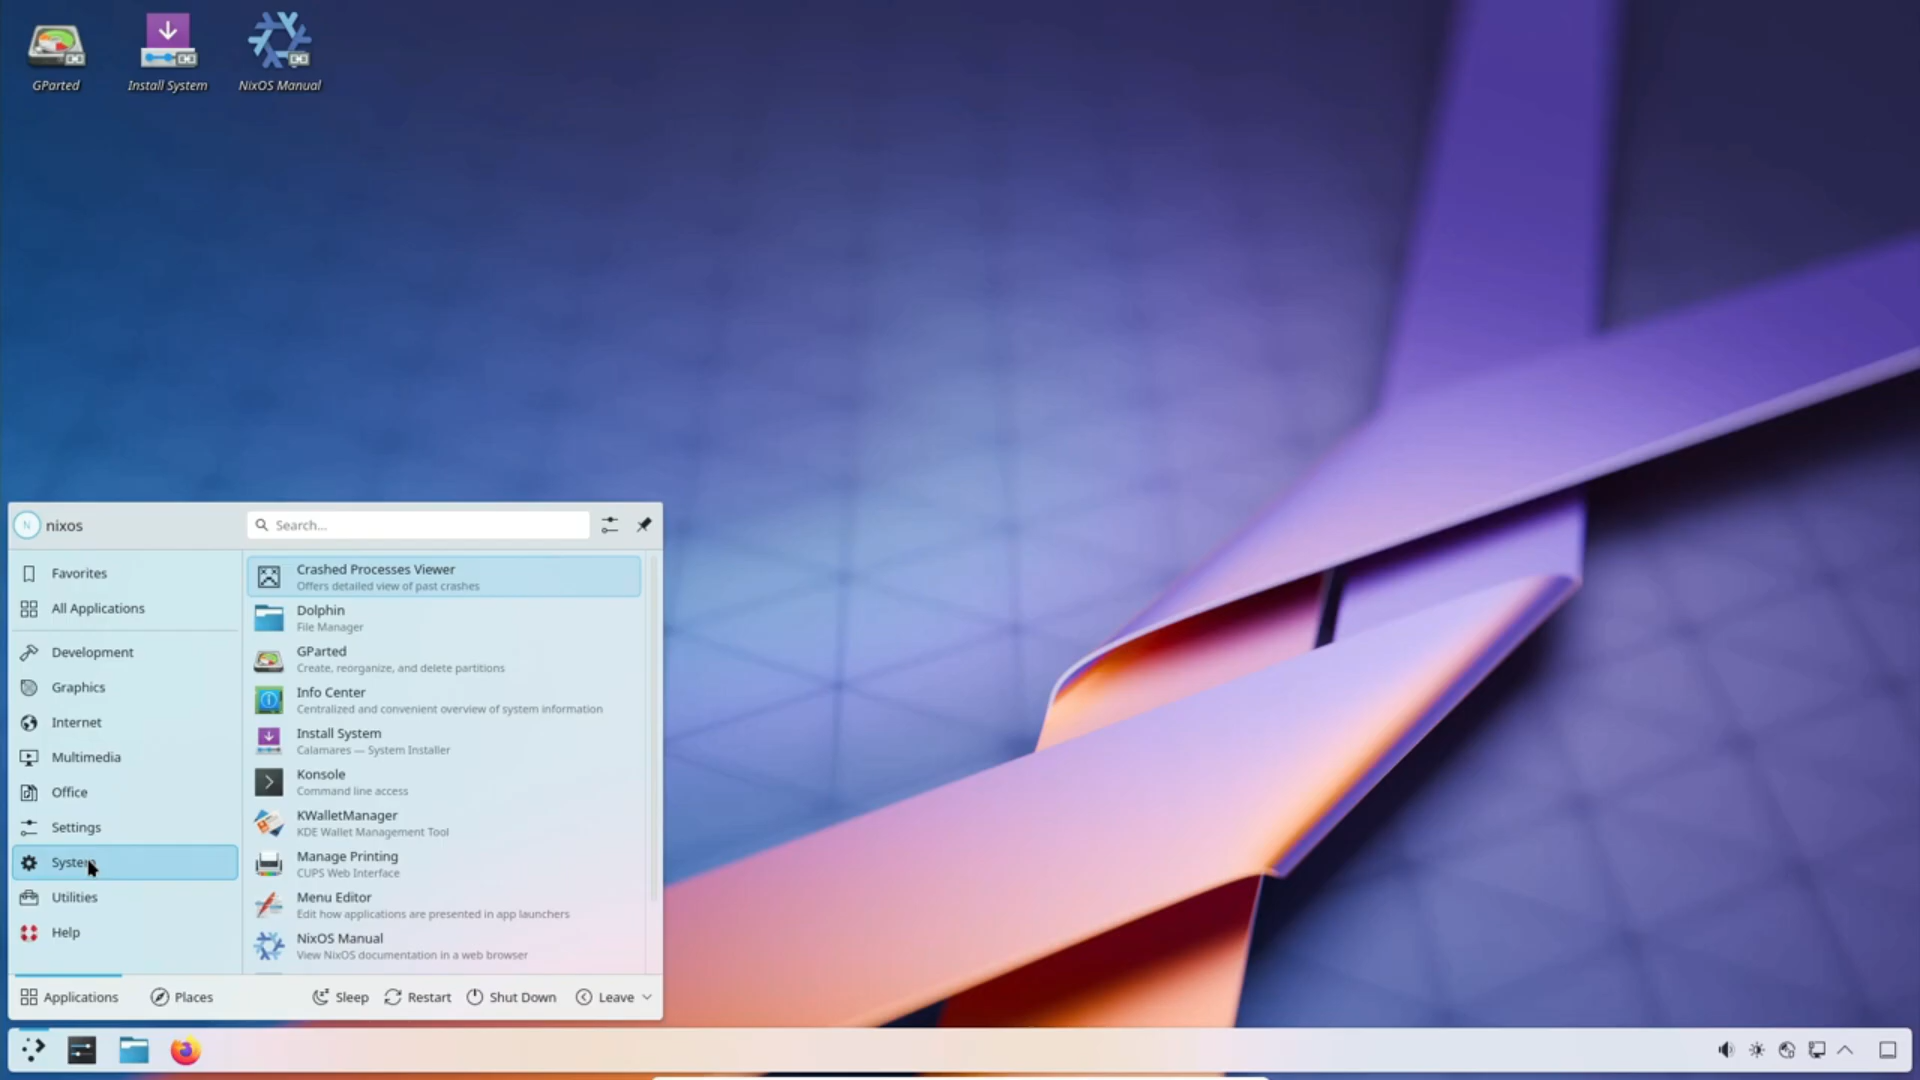 GParted
Install System
NixOS Manual
N
nixos
Search...
Favorites
All Applications
Development
Graphics
Internet
Multimedia
Office
Settings
System
Utilities
Help
Crashed Processes Viewer
Offers detailed view of past crashes
Dolphin
File Manager
GParted
Create, reorganize, and delete partitions
Info Center
Centralized and convenient overview of system information
Install System
Calamares — System Installer
Konsole
Command line access
KWalletManager
KDE Wallet Management Tool
Manage Printing
CUPS Web Interface
Menu Editor
Edit how applications are presented in app launchers
NixOS Manual
View NixOS documentation in a web browser
Applications
Places
Sleep
Restart
Shut Down
Leave